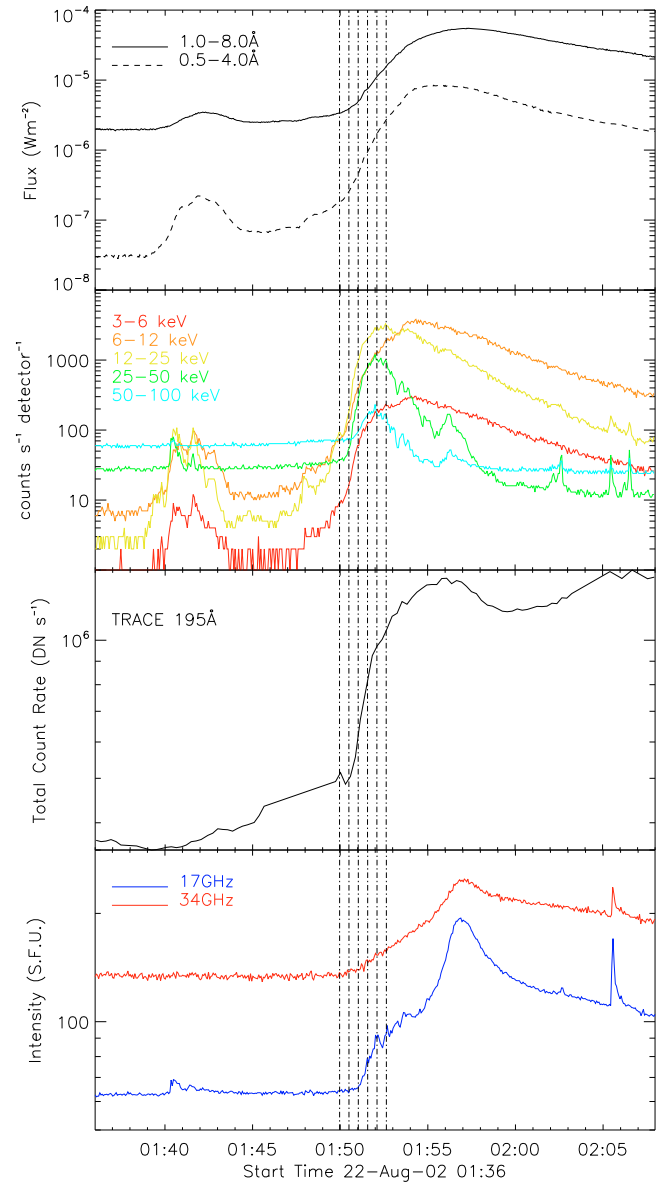 10⁻⁴
1.0–8.0Å
0.5–4.0Å
10⁻⁵
Flux (Wm⁻²)
10⁻⁶
10⁻⁷
10⁻⁸
3–6 keV
6–12 keV
12–25 keV
25–50 keV
50–100 keV
1000
counts s⁻¹ detector⁻¹
100
10
TRACE 195Å
10⁶
Total Count Rate (DN s⁻¹)
17GHz
34GHz
Intensity (S.F.U.)
100
01:40 01:45 01:50 01:55 02:00 02:05
Start Time 22–Aug–02 01:36